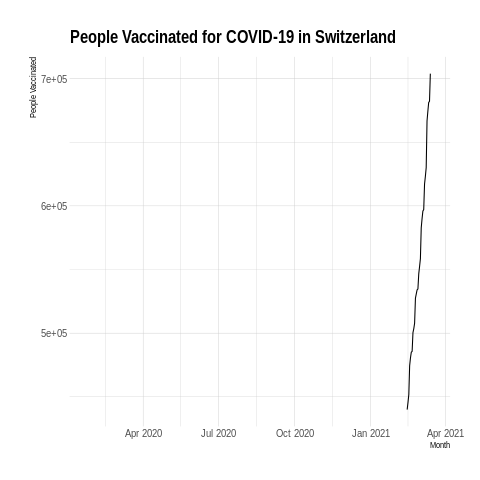 People Vaccinated for COVID-19 in Switzerland
People Vaccinated
7e+05
6e+05
5e+05
Apr 2020 Jul 2020 Oct 2020 Jan 2021 Apr 2021
Month